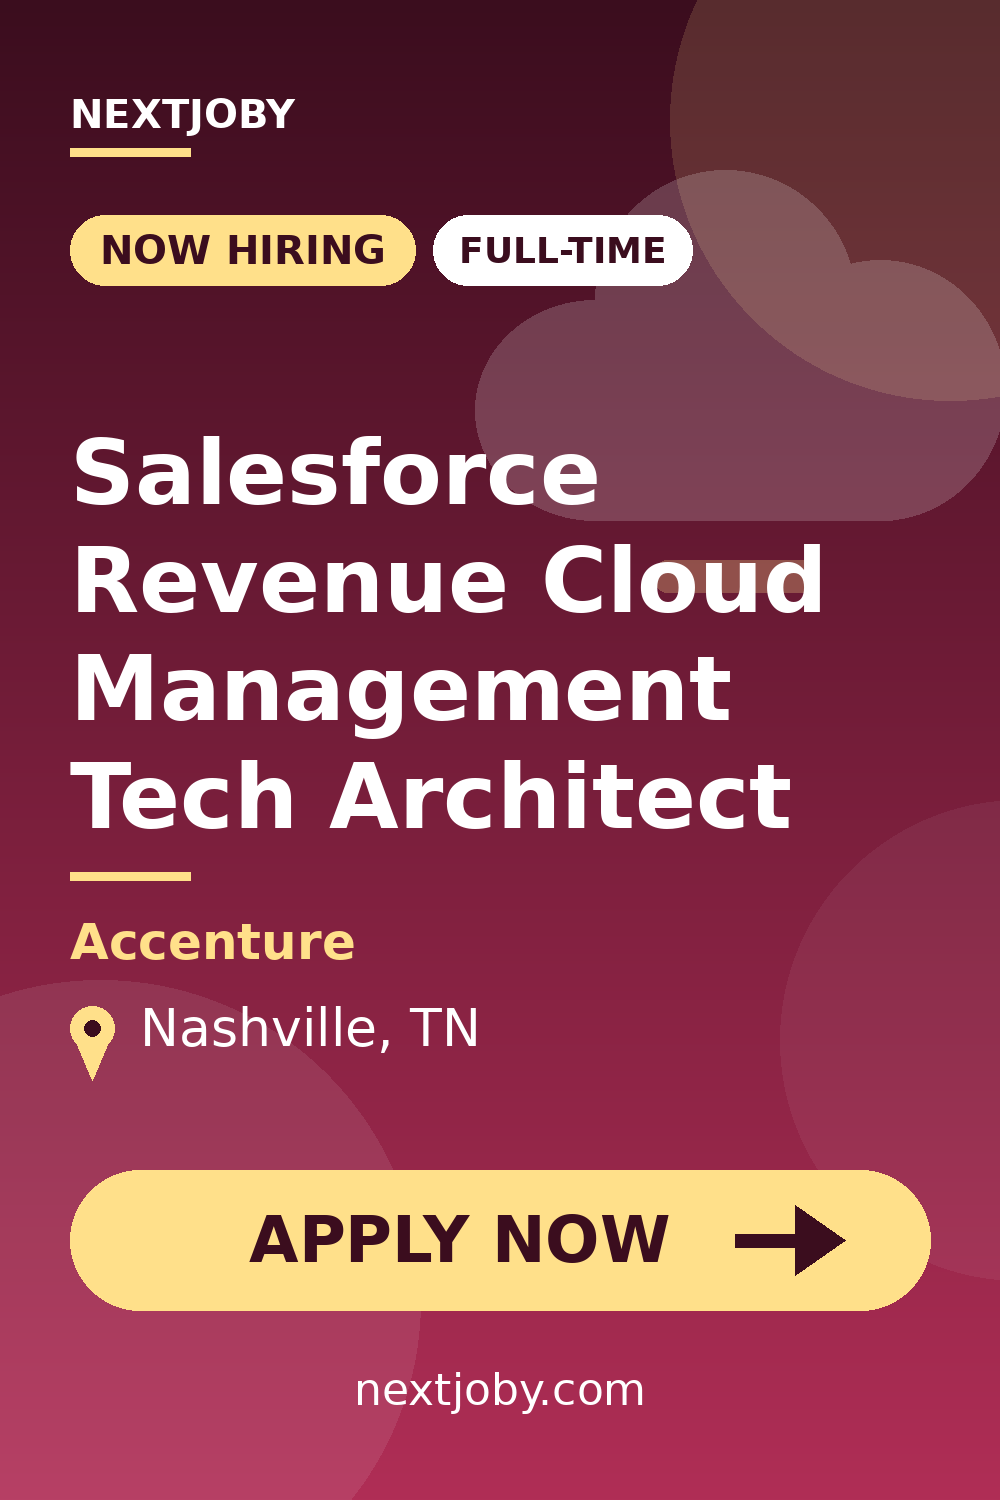 NEXTJOBY
NOW HIRING FULL-TIME
Salesforce
Revenue Cloud
Management
Tech Architect
Accenture
Nashville, TN
APPLY NOW
nextjoby.com